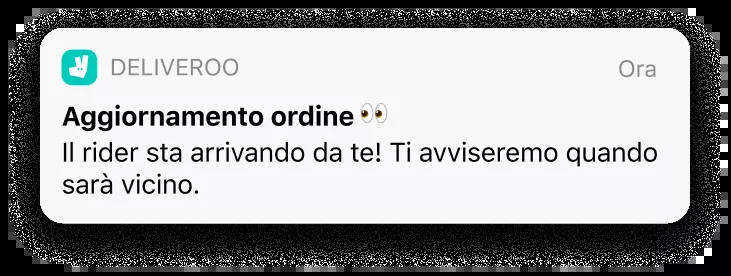 DELIVEROO
Ora
Aggiornamento ordine 👀
Il rider sta arrivando da te! Ti avviseremo quando
sarà vicino.